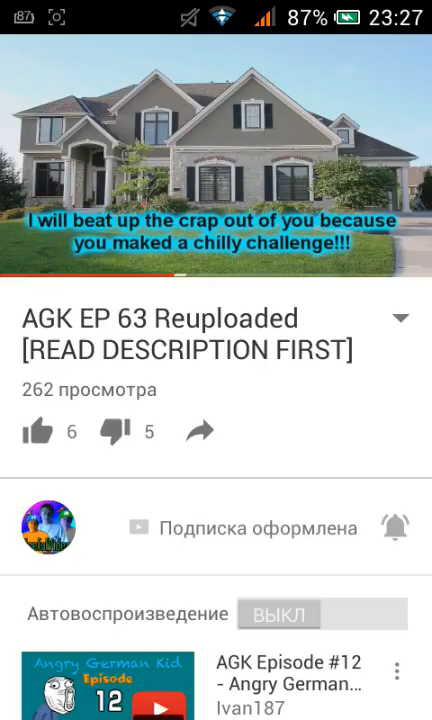 87
87%
23:27
I will beat up the crap out of you because
you maked a chilly challenge!!!
AGK EP 63 Reuploaded
[READ DESCRIPTION FIRST]
262 просмотра
6
5
Подписка оформлена
Автовоспроизведение
ВЫКЛ
Angry German Kid
Episode
12
AGK Episode #12
- Angry German...
Ivan187